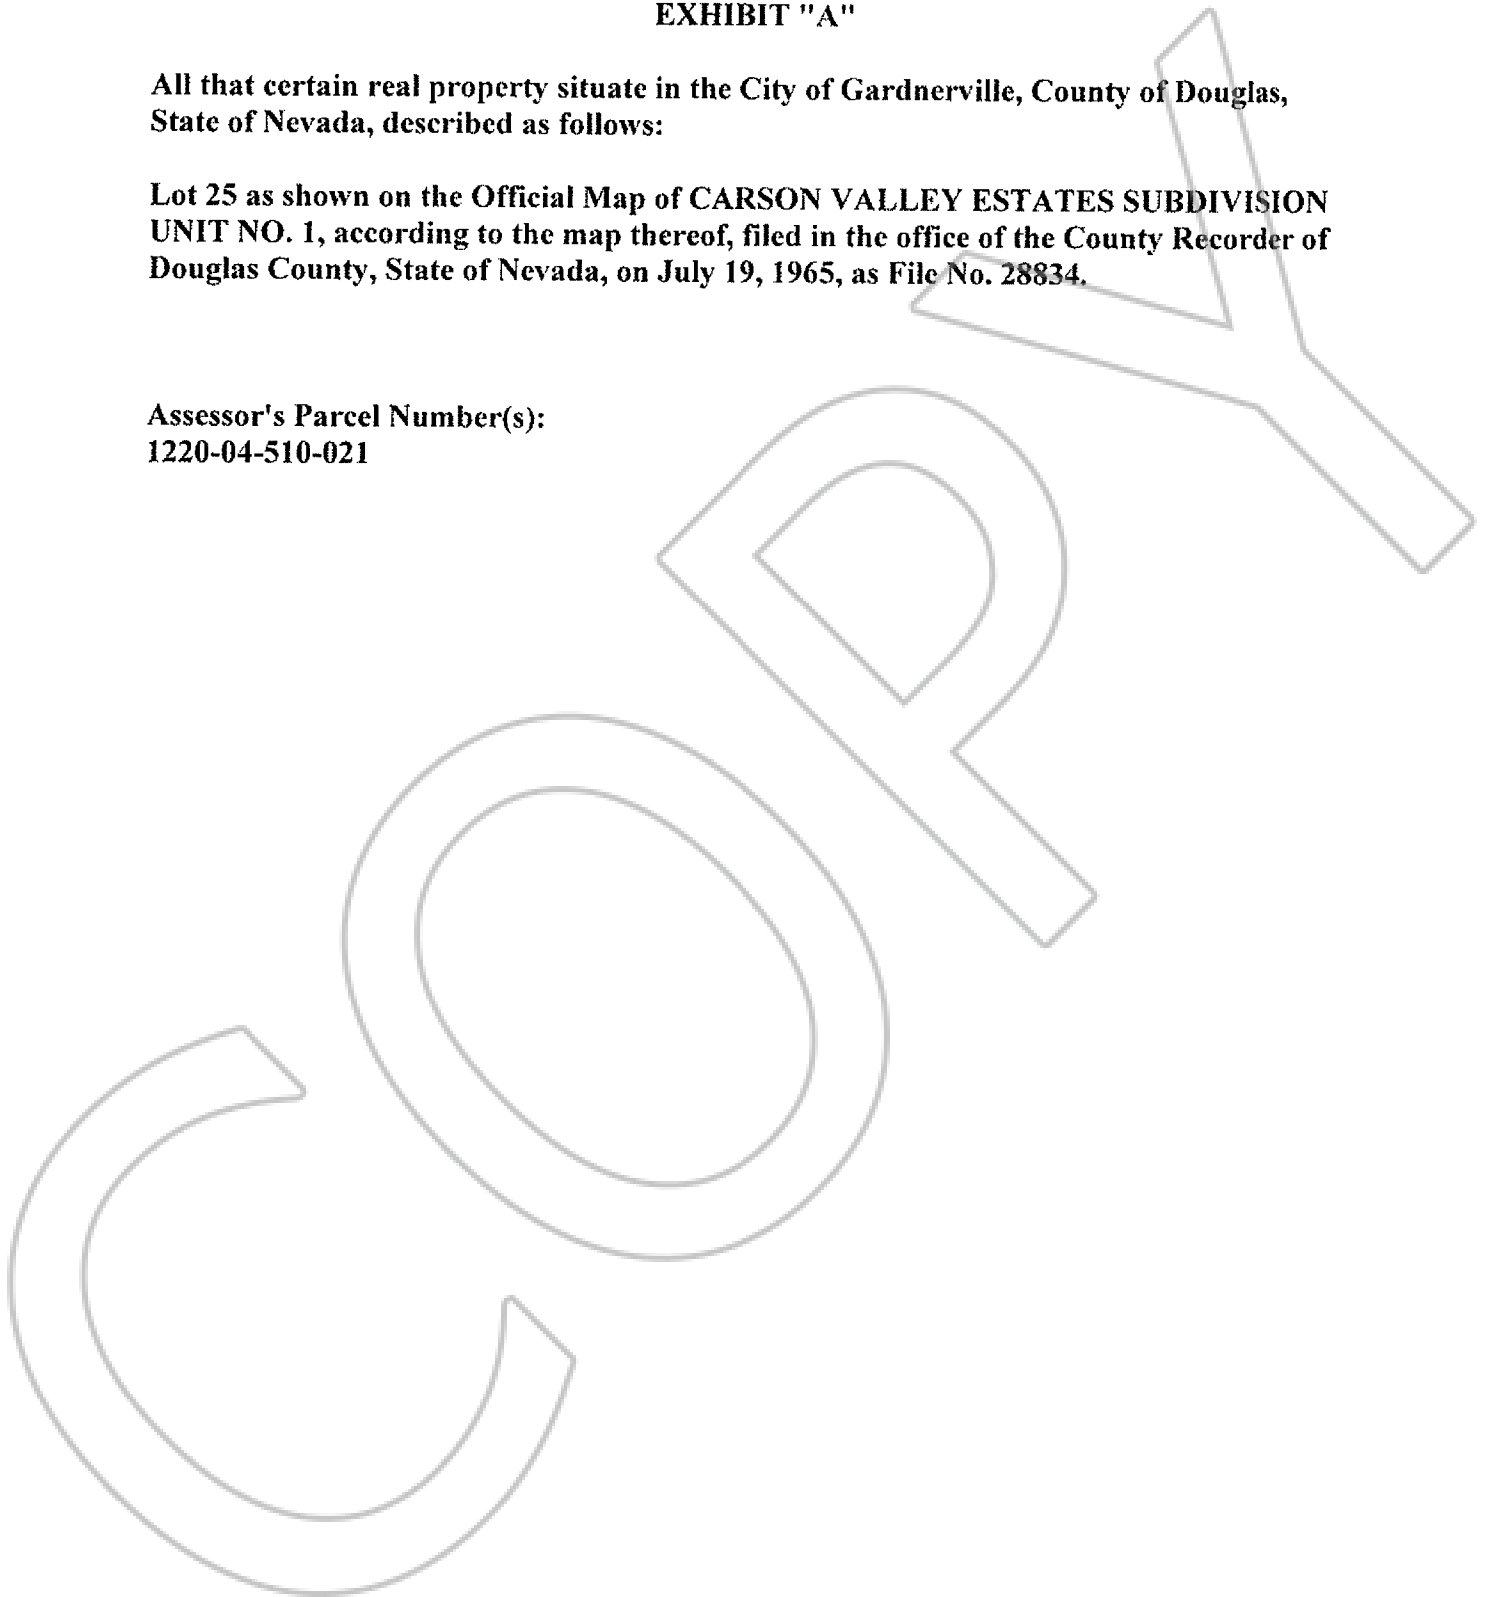 EXHIBIT "A"
All that certain real property situate in the City of Gardnerville, County of Douglas,
State of Nevada, described as follows:
Lot 25 as shown on the Official Map of CARSON VALLEY ESTATES SUBDIVISION
UNIT NO. 1, according to the map thereof, filed in the office of the County Recorder of
Douglas County, State of Nevada, on July 19, 1965, as File No. 28834.
Assessor's Parcel Number(s):
1220-04-510-021
COPY